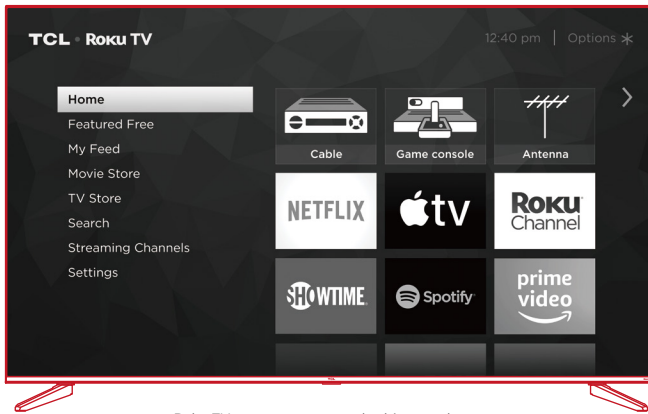 TCL • Roku TV
12:40 pm | Options
Home
Featured Free
My Feed
Movie Store
TV Store
Search
Streaming Channels
Settings
Cable
Game console
Antenna
NETFLIX
tv
Roku
Channel
SHOWTIME
Spotify
prime
video
TCL